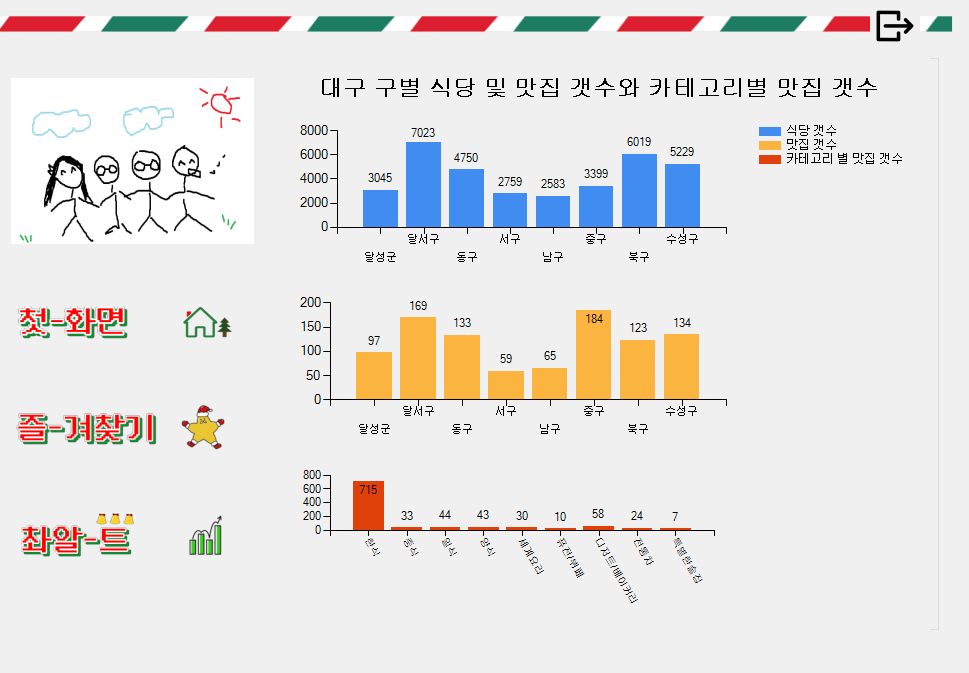 대구 구별 식당 및 맛집 갯수와 카테고리별 맛집 갯수
식당 갯수
맛집 갯수
카테고리 별 맛집 갯수
8000
6000
4000
2000
0
3045
7023
4750
2759
2583
3399
6019
5229
달성군
달서구
동구
서구
남구
중구
북구
수성구
첫-화면
200
150
100
50
0
97
169
133
59
65
184
123
134
달성군
달서구
동구
서구
남구
중구
북구
수성구
즐-겨찾기
800
600
400
200
0
715
33
44
43
30
10
58
24
7
한식
중식
일식
양식
세계요리
퓨전/뷔페
디저트/베이커리
전통차
특별한술집
촤알-트